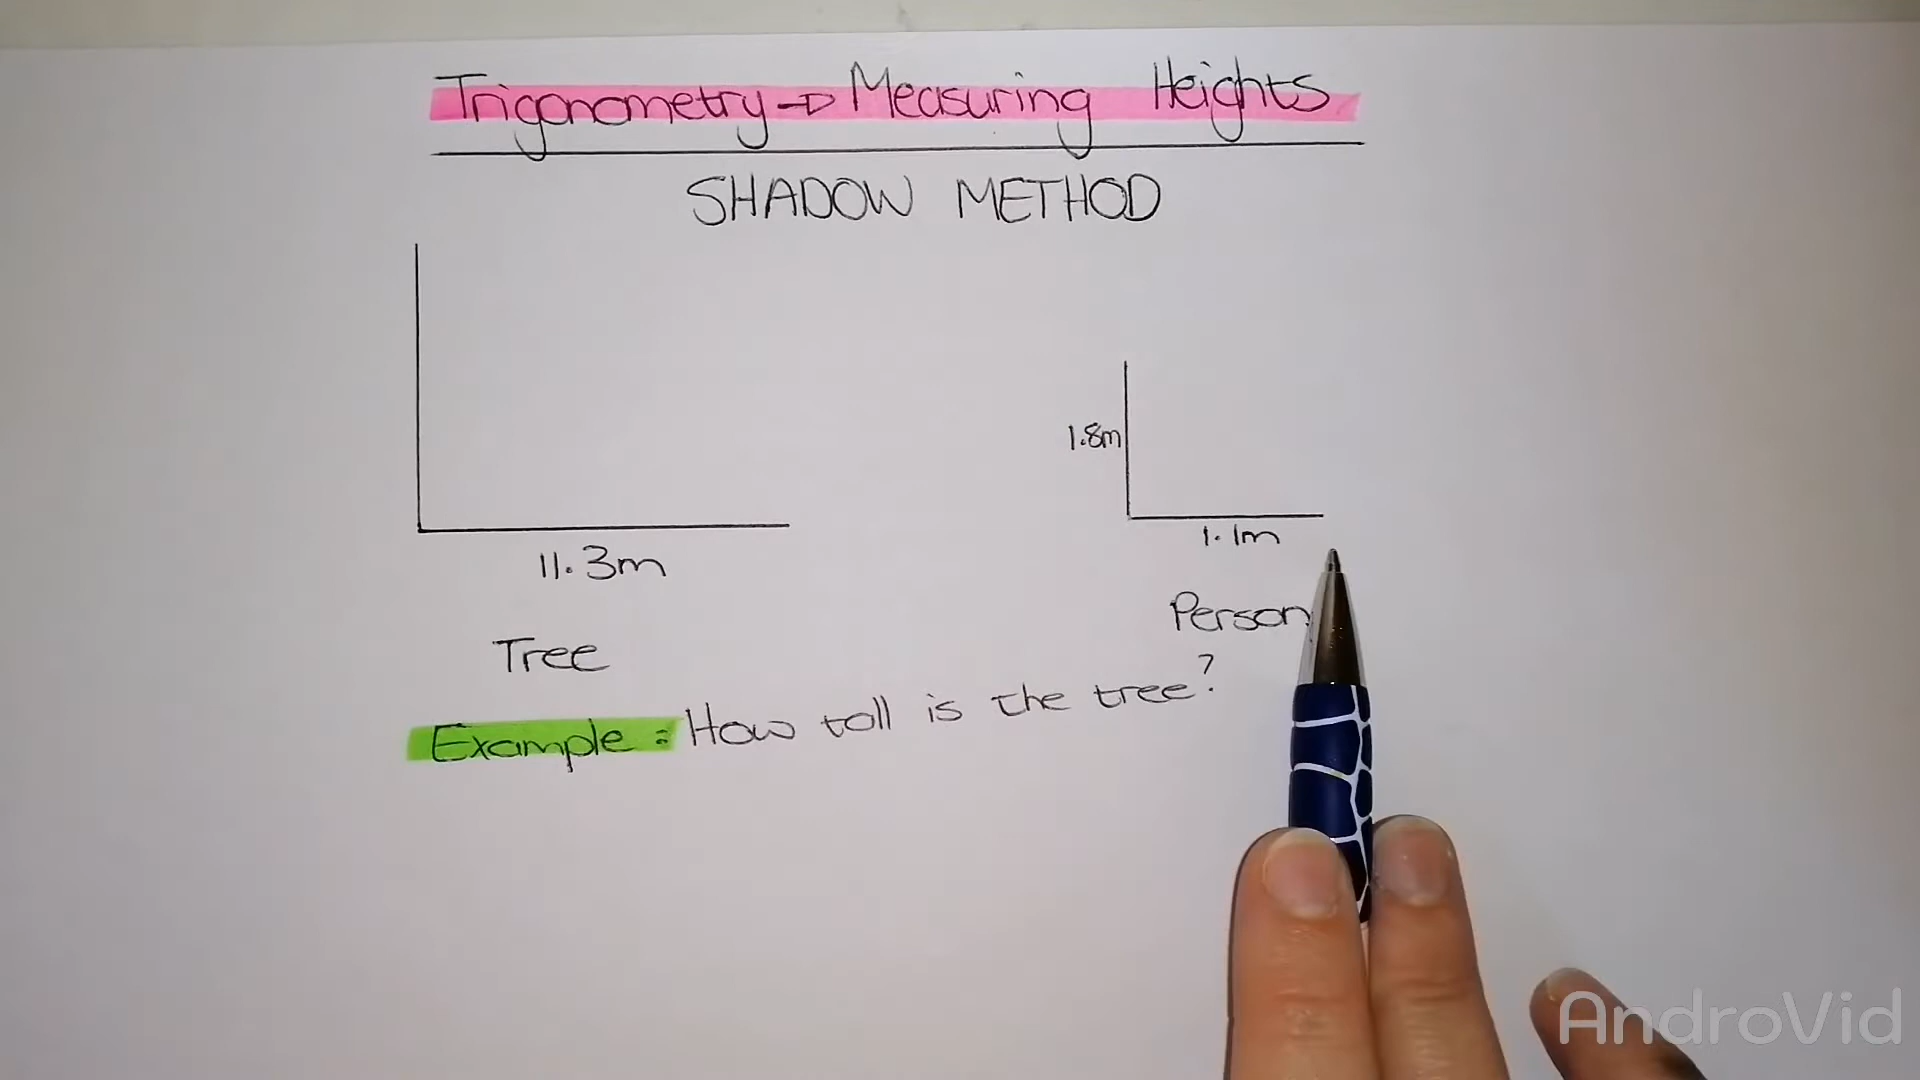 Trigonometry → Measuring Heights
SHADOW METHOD
1.8m
1.1m
11.3m
Person
Tree
Example: How tall is the tree?
AndroVid